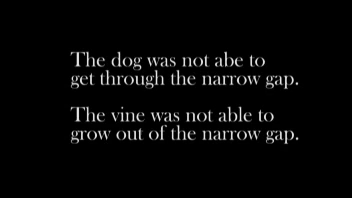 The dog was not abe to
get through the narrow gap.
The vine was not able to
grow out of the narrow gap.